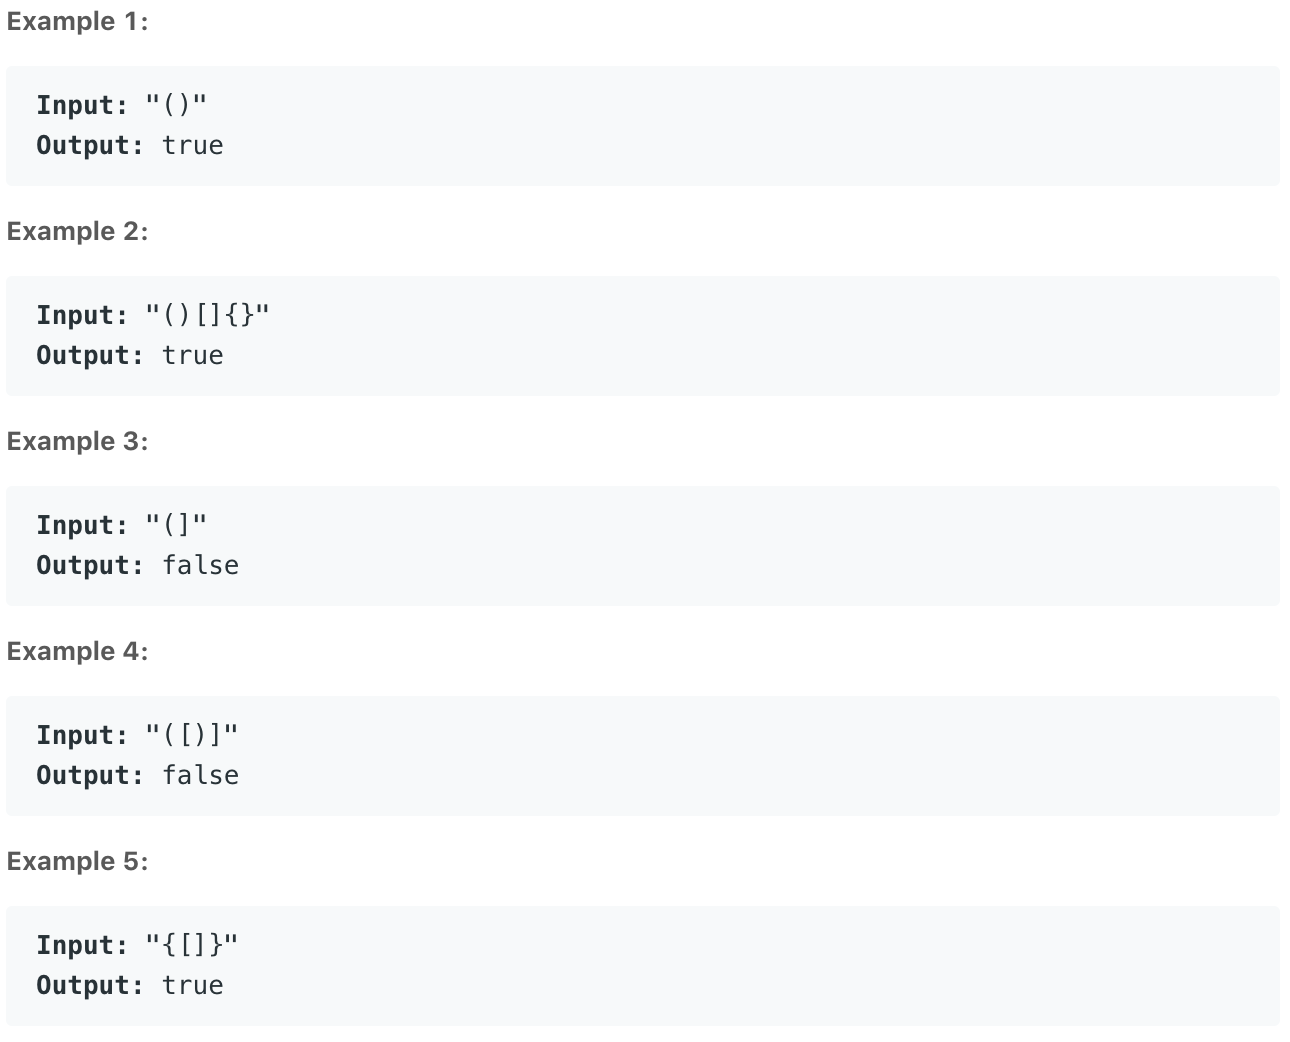 Example 1:
Input: "()"
Output: true
Example 2:
Input: "()[]{}"
Output: true
Example 3:
Input: "(]"
Output: false
Example 4:
Input: "([)]"
Output: false
Example 5:
Input: "{[]}"
Output: true